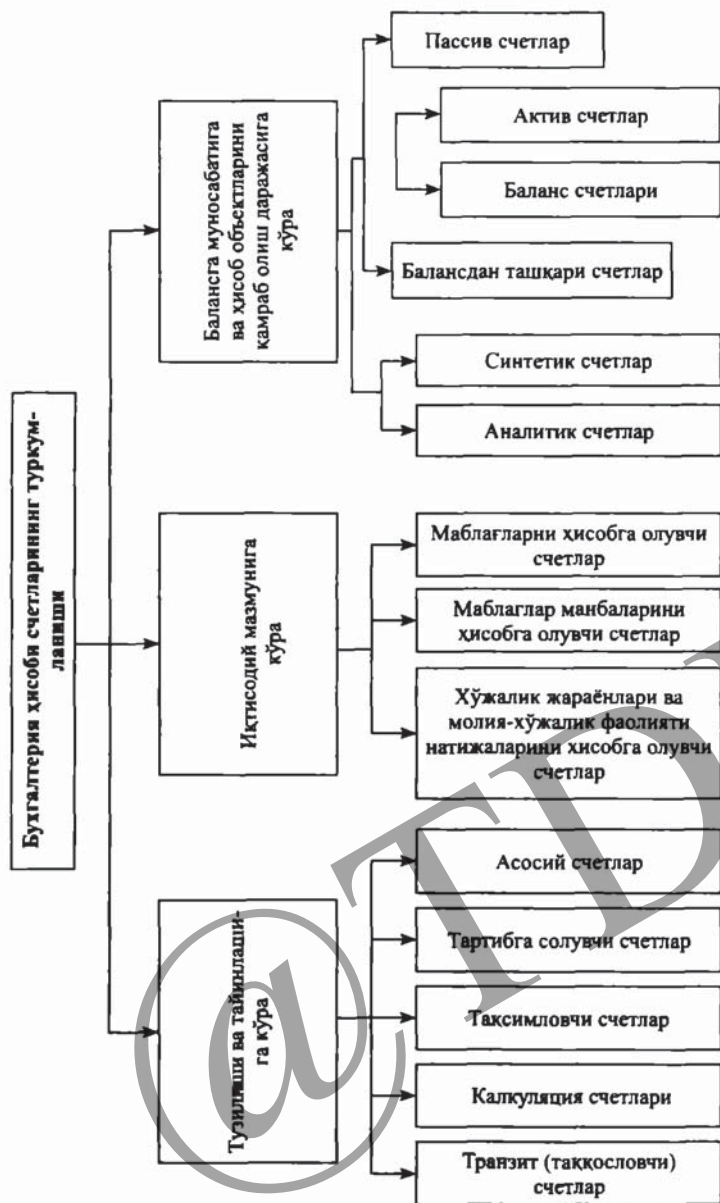 Бухгалтерия ҳисоби счетларининг туркум-
ланиши
Тузилиши ва тайинлаши-
га кўра
Иқтисодий мазмунига
кўра
Балансга муносабатига
ва ҳисоб объектларини
қамраб олиш даражасига
кўра
Транзит (таққословчи)
счетлар
Калкуляция счетлари
Тақсимловчи счетлар
Тартибга солувчи счетлар
Асосий счетлар
Хўжалик жараёнлари ва
молия-хўжалик фаолияти
натижаларини ҳисобга олувчи
счетлар
Маблаглар манбаларини
ҳисобга олувчи счетлар
Маблағларни ҳисобга олувчи
счетлар
Аналитик счетлар
Синтетик счетлар
Балансдан ташқари счетлар
Баланс счетлари
Актив счетлар
Пассив счетлар